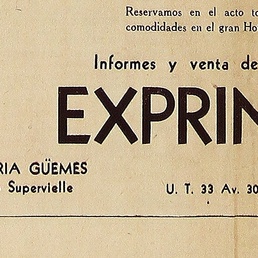 Reservamos en el acto to
comodidades en el gran Ho
Informes y venta de
EXPRIN
RIA GÜEMES
Supervielle
U. T. 33 Av. 30